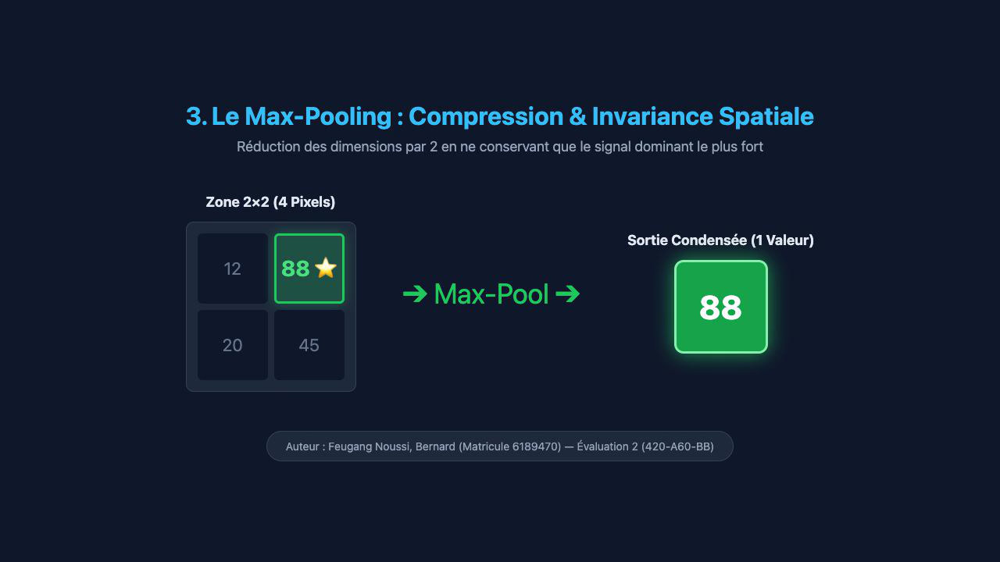 3. Le Max-Pooling : Compression & Invariance Spatiale
Réduction des dimensions par 2 en ne conservant que le signal dominant le plus fort
Zone 2×2 (4 Pixels)
12
88 ⭐
20
45
➔ Max-Pool ➔
Sortie Condensée (1 Valeur)
88
Auteur : Feugang Noussi, Bernard (Matricule 6189470) — Évaluation 2 (420-A60-BB)